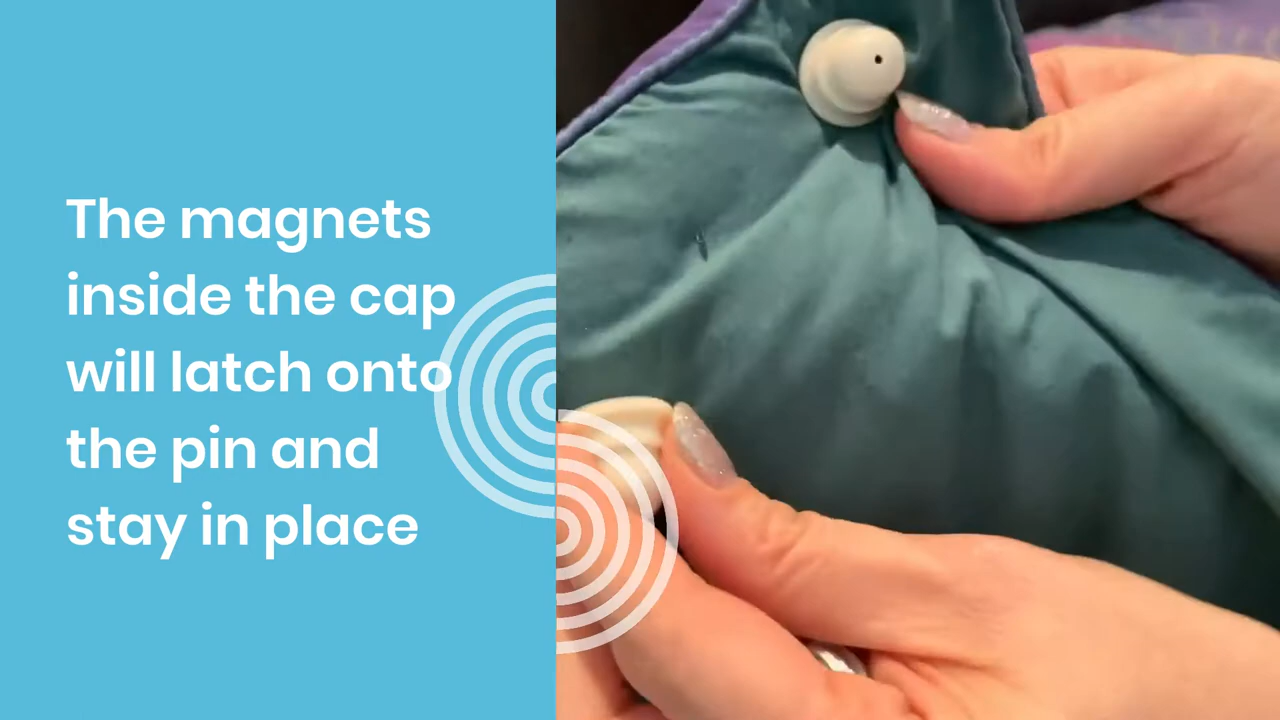 The magnets
inside the cap
will latch onto
the pin and
stay in place